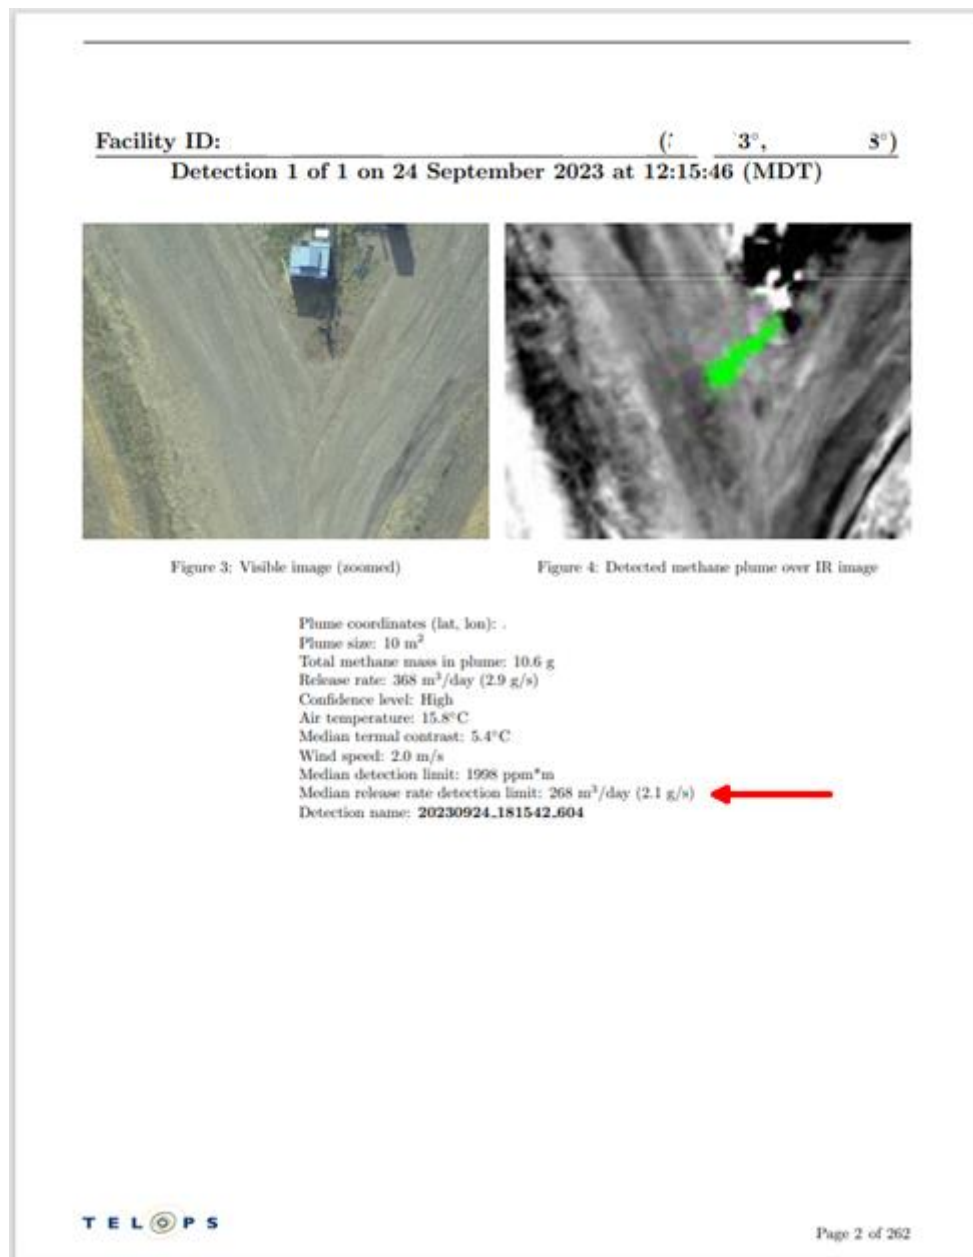 Facility ID: ( 3°, 8°)
Detection 1 of 1 on 24 September 2023 at 12:15:46 (MDT)
Figure 3: Visible image (zoomed)
Figure 4: Detected methane plume over IR image
Plume coordinates (lat, lon): .
Plume size: 10 m²
Total methane mass in plume: 10.6 g
Release rate: 368 m³/day (2.9 g/s)
Confidence level: High
Air temperature: 15.8°C
Median termal contrast: 5.4°C
Wind speed: 2.0 m/s
Median detection limit: 1998 ppm*m
Median release rate detection limit: 268 m³/day (2.1 g/s)
Detection name: 20230924_181542_604
TELOPS
Page 2 of 262